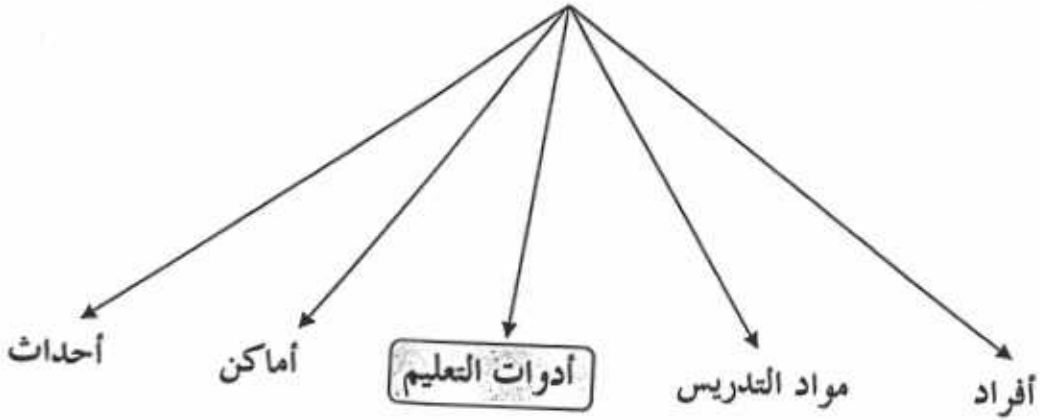 أفراد
مواد التدريس
أدوات التعليم
أماكن
أحداث